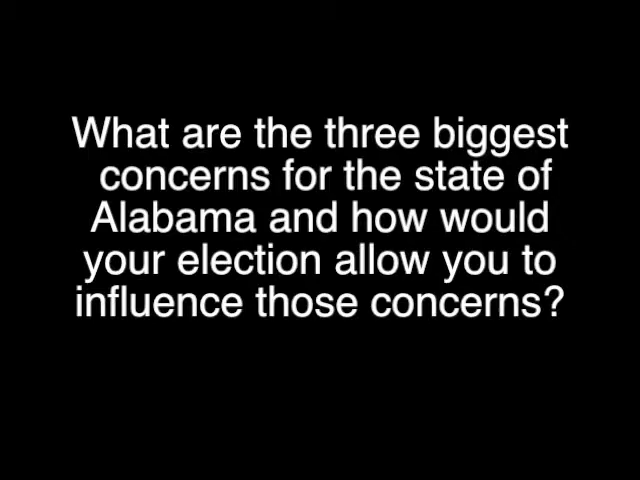 What are the three biggest
concerns for the state of
Alabama and how would
your election allow you to
influence those concerns?